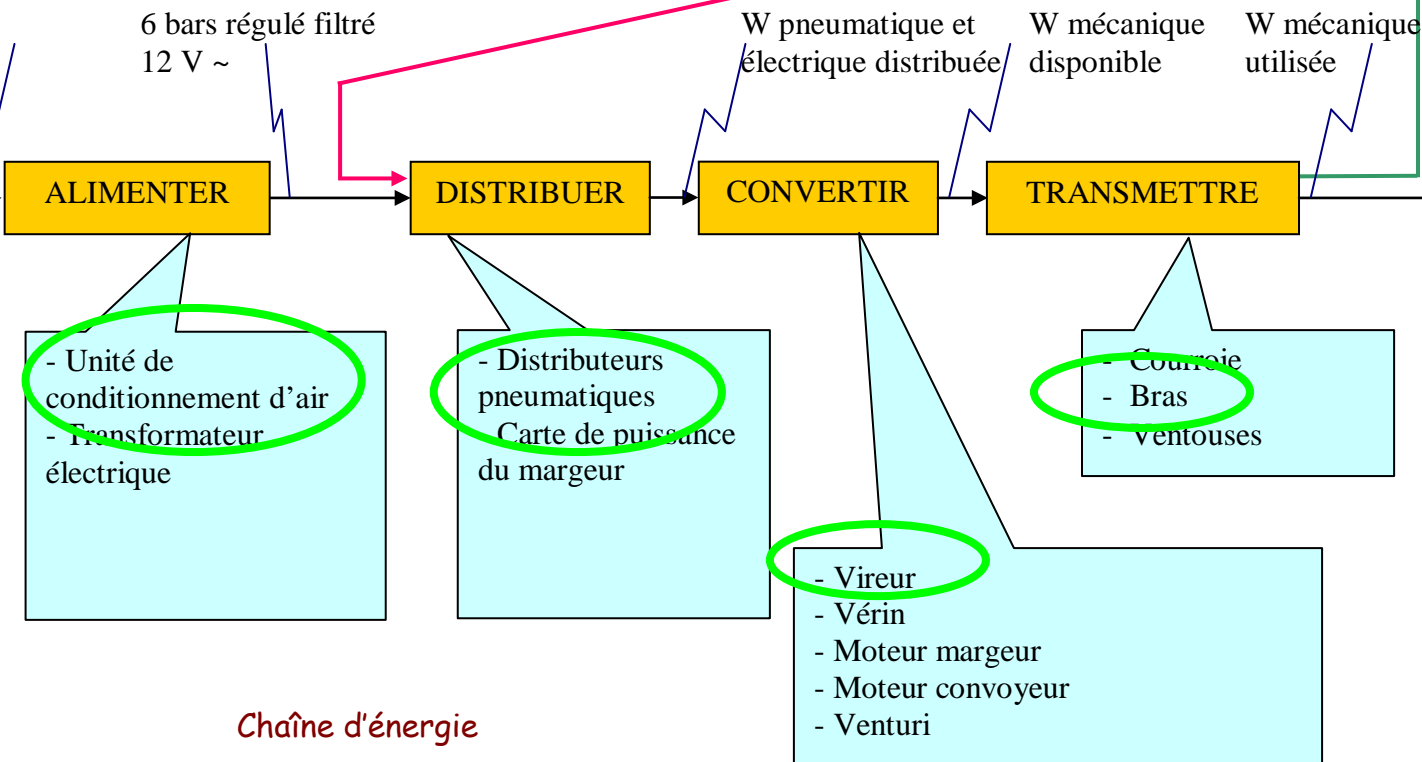 6 bars régulé filtré
12 V ~
W pneumatique et
électrique distribuée
W mécanique
disponible
W mécanique
utilisée
ALIMENTER
DISTRIBUER
CONVERTIR
TRANSMETTRE
- Unité de
conditionnement d’air
- Transformateur
électrique
- Distributeurs
pneumatiques
- Carte de puissance
du margeur
- Courroie
- Bras
- Ventouses
- Vireur
- Vérin
- Moteur margeur
- Moteur convoyeur
- Venturi
Chaîne d'énergie